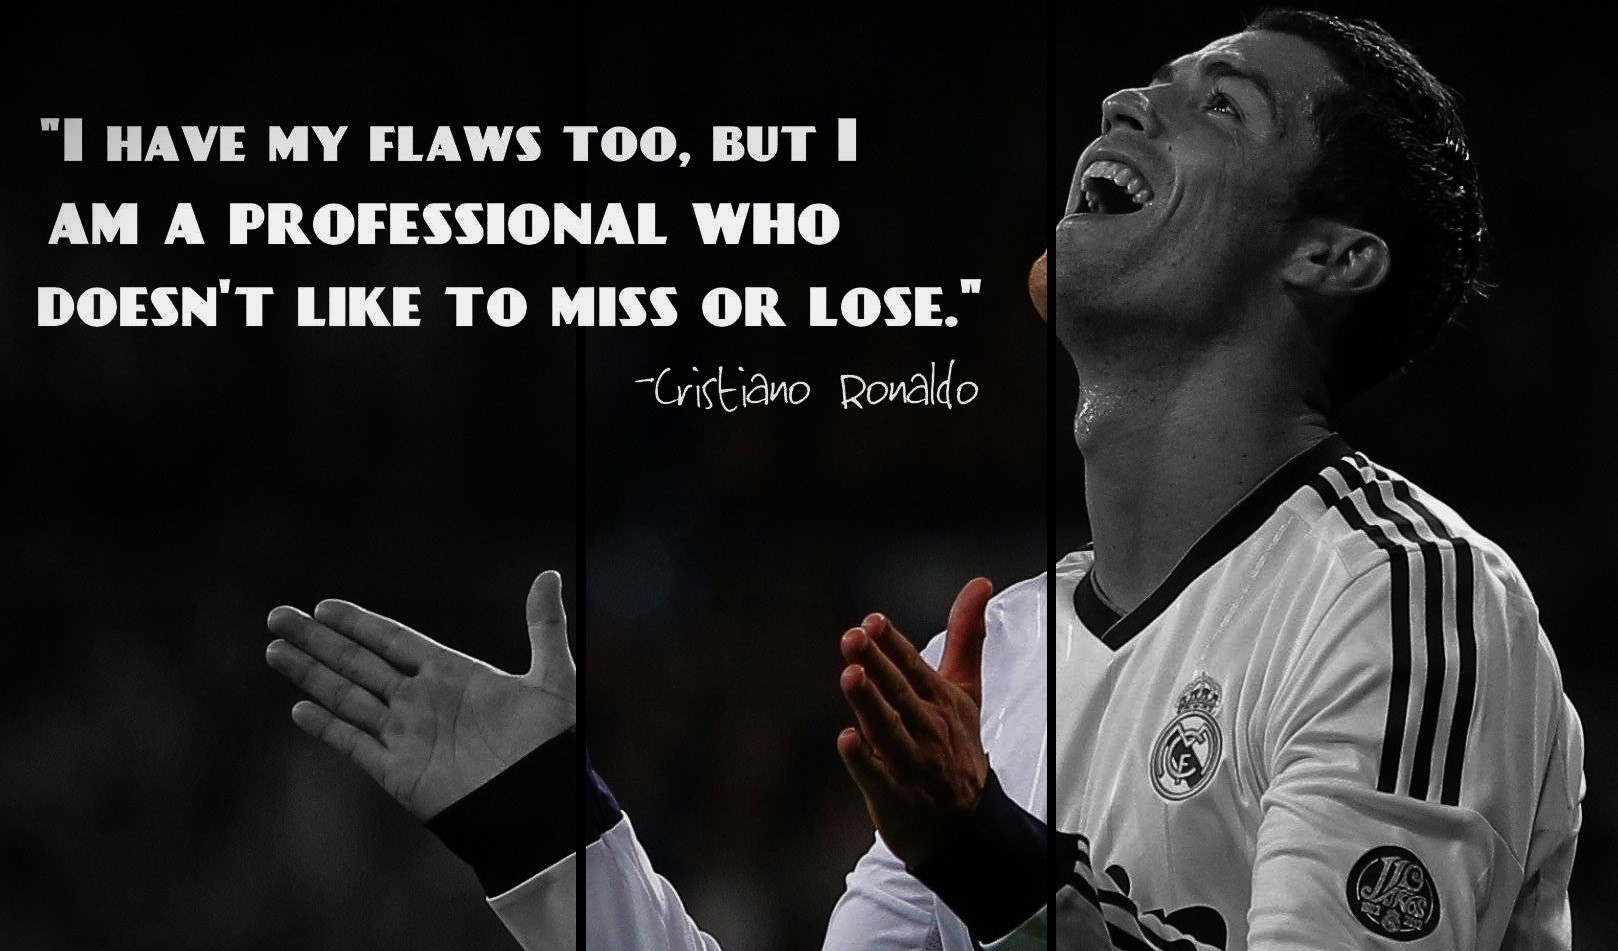 "I HAVE MY FLAWS TOO, BUT I
AM A PROFESSIONAL WHO
DOESN'T LIKE TO MISS OR LOSE."
-Cristiano Ronaldo